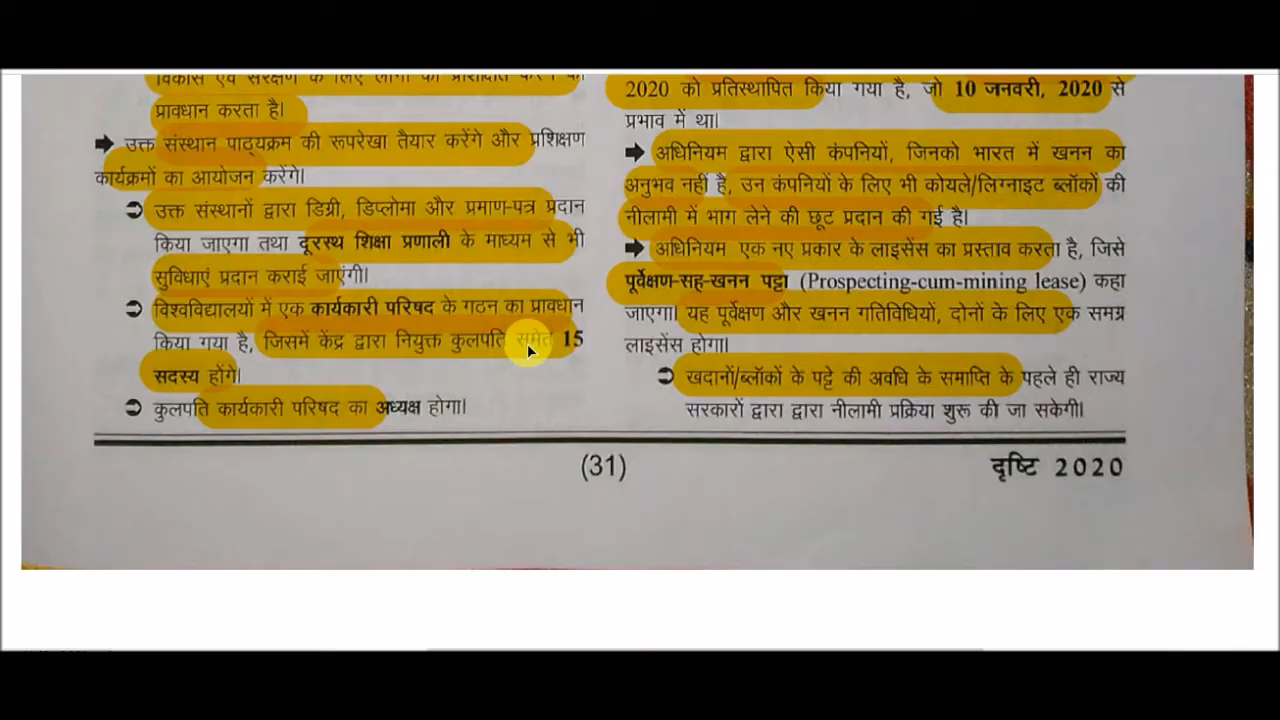 विकास एवं संरक्षण के लिए लोगों को प्रशिक्षित करने का
प्रावधान करता है।
➡ उक्त संस्थान पाठ्यक्रम की रूपरेखा तैयार करेंगे और प्रशिक्षण
कार्यक्रमों का आयोजन करेंगे।
➲ उक्त संस्थानों द्वारा डिग्री, डिप्लोमा और प्रमाण-पत्र प्रदान
किया जाएगा तथा दूरस्थ शिक्षा प्रणाली के माध्यम से भी
सुविधाएं प्रदान कराई जाएंगी।
➲ विश्वविद्यालयों में एक कार्यकारी परिषद के गठन का प्रावधान
किया गया है, जिसमें केंद्र द्वारा नियुक्त कुलपति समेत 15
सदस्य होंगे।
➲ कुलपति कार्यकारी परिषद का अध्यक्ष होगा।
2020 को प्रतिस्थापित किया गया है, जो 10 जनवरी, 2020 से
प्रभाव में था।
➡ अधिनियम द्वारा ऐसी कंपनियों, जिनको भारत में खनन का
अनुभव नहीं है, उन कंपनियों के लिए भी कोयले/लिग्नाइट ब्लॉकों की
नीलामी में भाग लेने की छूट प्रदान की गई है।
➡ अधिनियम एक नए प्रकार के लाइसेंस का प्रस्ताव करता है, जिसे
पूर्वेक्षण-सह-खनन पट्टा (Prospecting-cum-mining lease) कहा
जाएगा। यह पूर्वेक्षण और खनन गतिविधियों, दोनों के लिए एक समग्र
लाइसेंस होगा।
➲ खदानों/ब्लॉकों के पट्टे की अवधि के समाप्ति के पहले ही राज्य
सरकारों द्वारा द्वारा नीलामी प्रक्रिया शुरू की जा सकेगी।
(31)
दृष्टि 2020